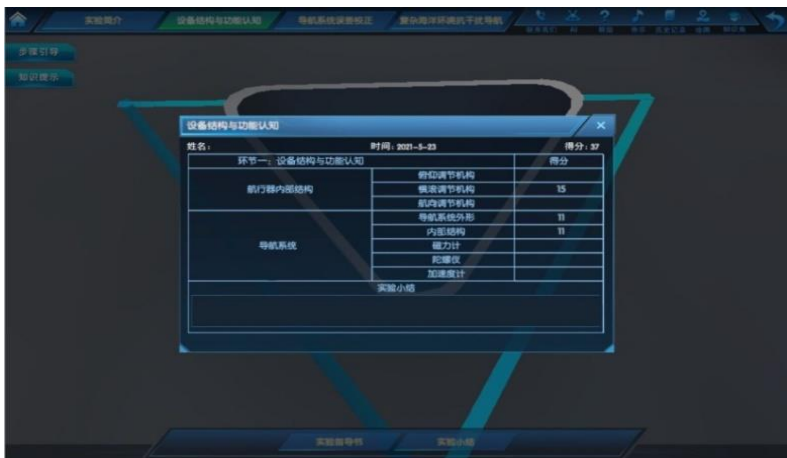 实验简介 设备结构与功能认知 导航系统误差校正 复杂海洋环境抗干扰导航
步骤引导
知识提示
设备结构与功能认知 ×
姓名: 时间: 2021-5-23 得分: 37
环节一: 设备结构与功能认知 得分
航行器内部结构
俯仰调节机构
横滚调节机构 15
航向调节机构
导航系统
导航系统外形 11
内部结构 11
磁力计
陀螺仪
加速度计
实验小结
实验指导书 实验小结